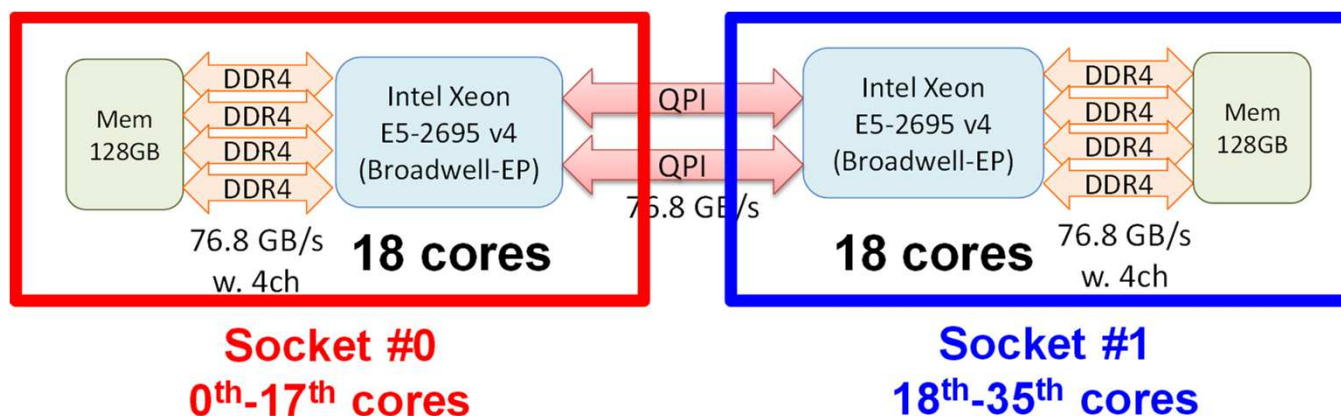 Mem
128GB
DDR4
DDR4
DDR4
DDR4
76.8 GB/s
w. 4ch
Intel Xeon
E5-2695 v4
(Broadwell-EP)
18 cores
QPI
QPI
76.8 GB/s
Intel Xeon
E5-2695 v4
(Broadwell-EP)
18 cores
DDR4
DDR4
DDR4
DDR4
76.8 GB/s
w. 4ch
Mem
128GB
Socket #0
0th-17th cores
Socket #1
18th-35th cores